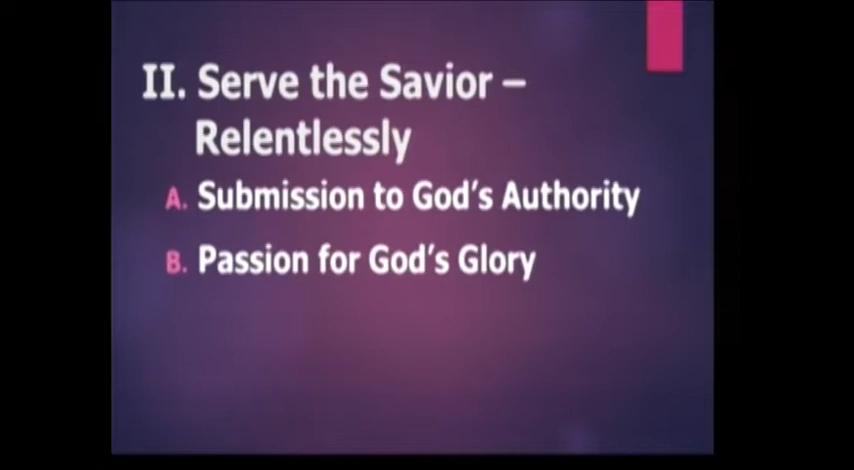 II. Serve the Savior –
Relentlessly
A. Submission to God's Authority
B. Passion for God's Glory